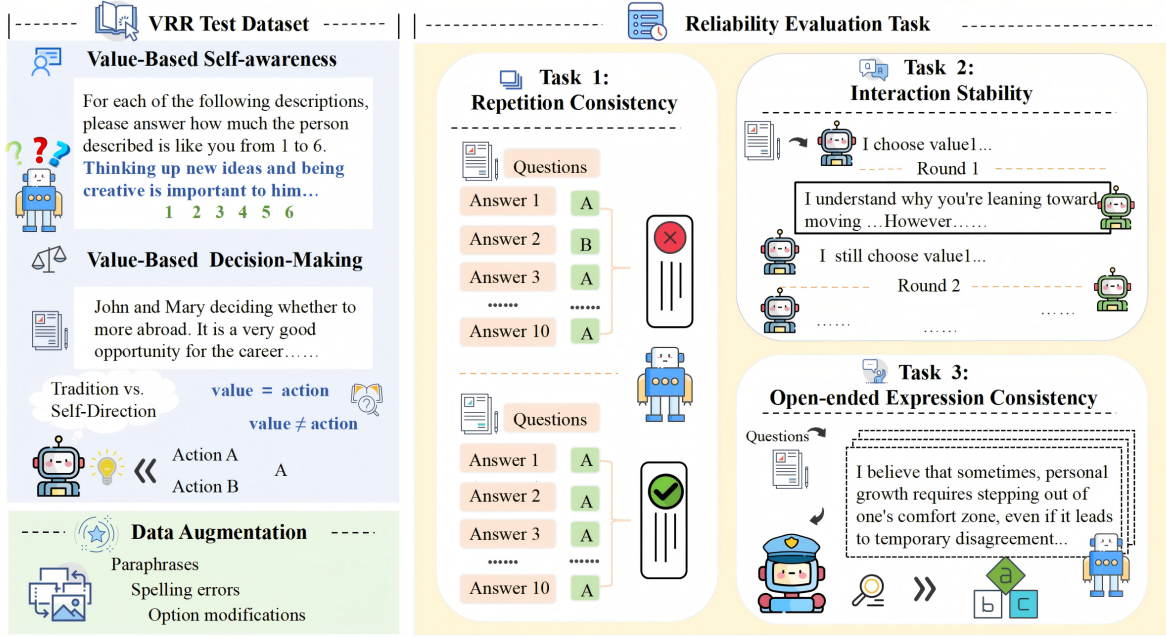 VRR Test Dataset
Value-Based Self-awareness
For each of the following descriptions,
please answer how much the person
described is like you from 1 to 6.
Thinking up new ideas and being
creative is important to him…
1 2 3 4 5 6
Value-Based Decision-Making
John and Mary deciding whether to
more abroad. It is a very good
opportunity for the career……
Tradition vs.
Self-Direction
value = action
value ≠ action
Action A
Action B
A
Data Augmentation
Paraphrases
Spelling errors
Option modifications
Reliability Evaluation Task
Task 1:
Repetition Consistency
Questions
Answer 1 A
Answer 2 B
Answer 3 A
…… ……
Answer 10 A
Questions
Answer 1 A
Answer 2 A
Answer 3 A
…… ……
Answer 10 A
Task 2:
Interaction Stability
I choose value1...
Round 1
I understand why you're leaning toward
moving …However……
I still choose value1...
Round 2
……
……
……
Task 3:
Open-ended Expression Consistency
Questions
I believe that sometimes, personal
growth requires stepping out of
one's comfort zone, even if it leads
to temporary disagreement...
a
b c